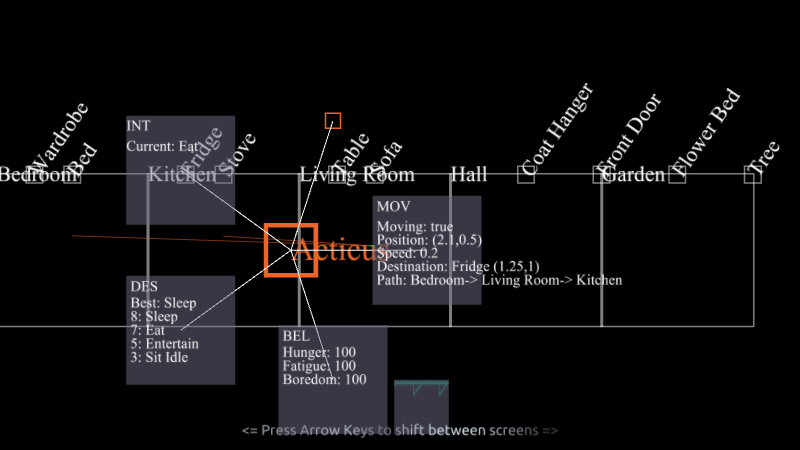 Wardrobe
Bed
Fridge
Stove
Table
Sofa
Coat Hanger
Front Door
Flower Bed
Tree
Bedroom
Kitchen
Living Room
Hall
Garden
INT
Current: Eat
Acticus
MOV
Moving: true
Position: (2.1,0.5)
Speed: 0.2
Destination: Fridge (1.25,1)
Path: Bedroom-> Living Room-> Kitchen
DES
Best: Sleep
8: Sleep
7: Eat
5: Entertain
3: Sit Idle
BEL
Hunger: 100
Fatigue: 100
Boredom: 100
<= Press Arrow Keys to shift between screens =>